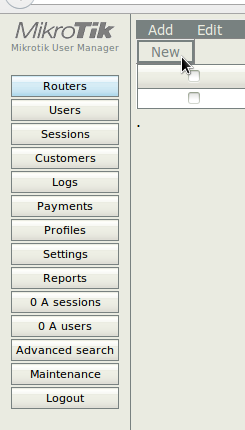 MikroTik
Mikrotik User Manager
Add Edit
New
Routers
Users
Sessions
Customers
Logs
Payments
Profiles
Settings
Reports
0 A sessions
0 A users
Advanced search
Maintenance
Logout